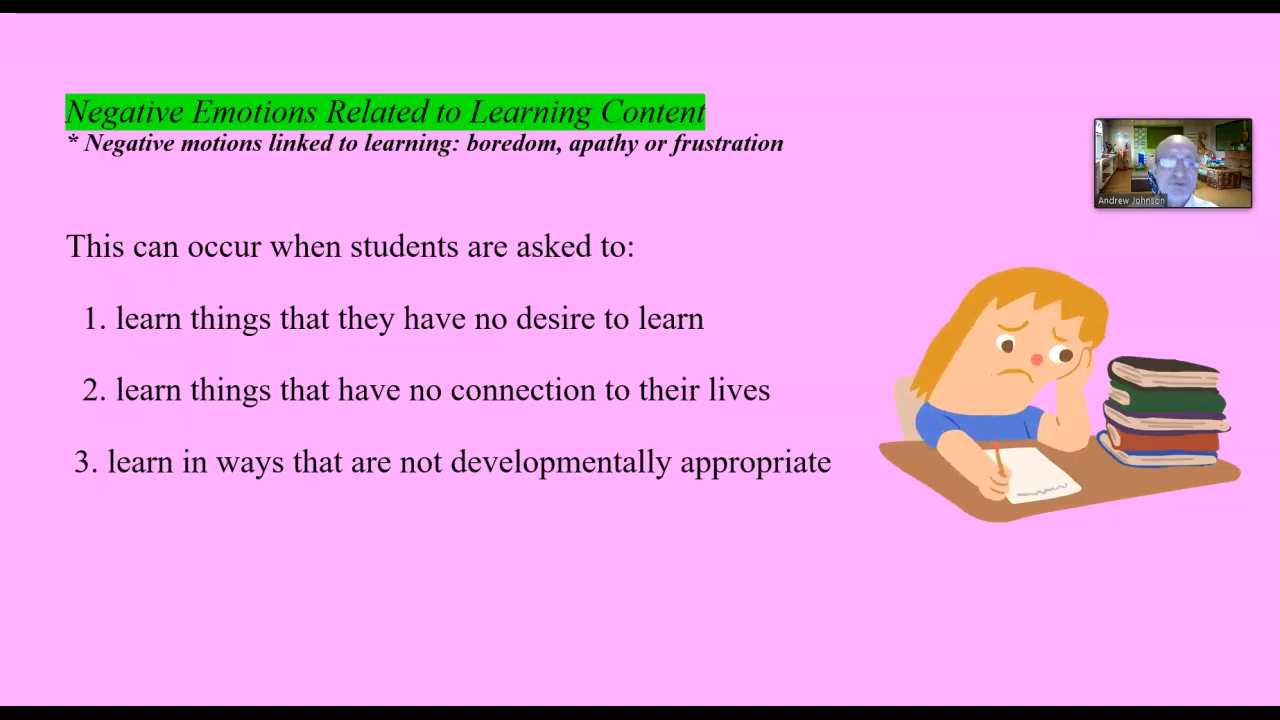 Negative Emotions Related to Learning Content
* Negative motions linked to learning: boredom, apathy or frustration
Andrew Johnson
This can occur when students are asked to:
1. learn things that they have no desire to learn
2. learn things that have no connection to their lives
3. learn in ways that are not developmentally appropriate